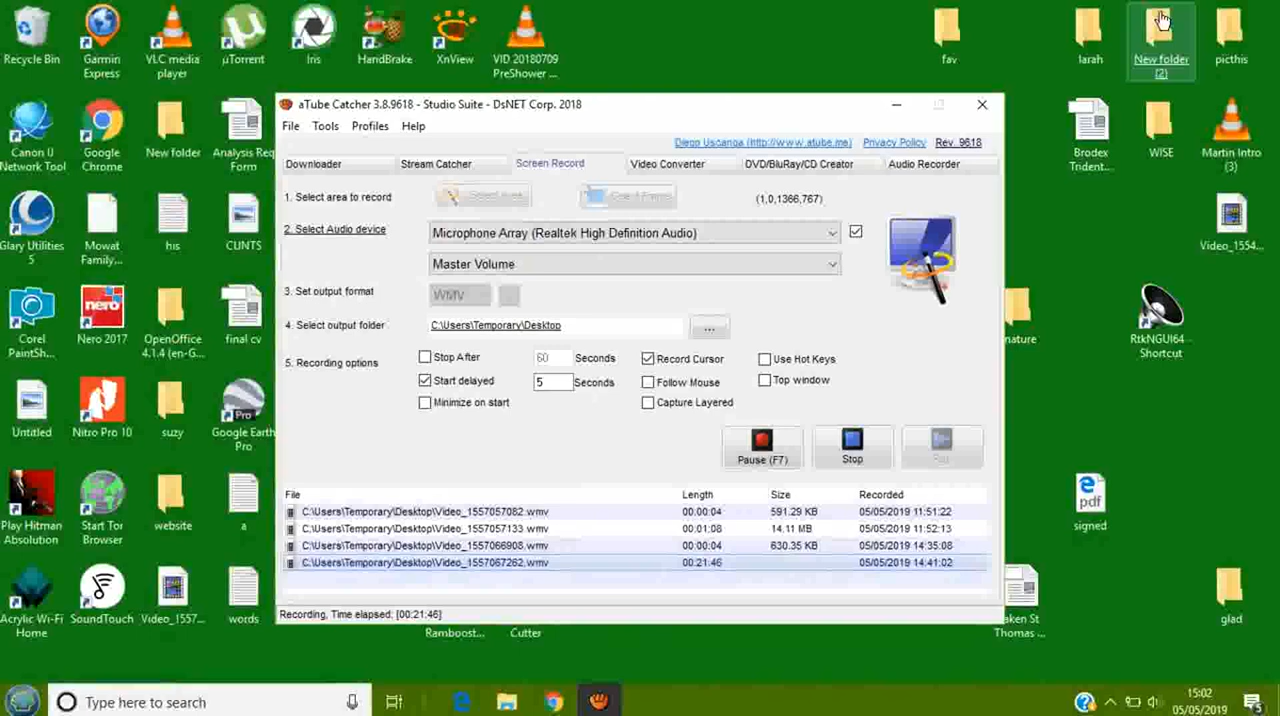 Recycle Bin
Garmin
Express
VLC media
player
µTorrent
Iris
HandBrake
XnView
VID 20180709
PreShower ...
fav
larah
New folder
(2)
picthis
Canon IJ
Network Tool
Google
Chrome
New folder
Analysis Req
Form
Brodex
Trident...
WISE
Martin Intro
(3)
Glary Utilities
5
Mowat
Family...
his
CUNTS
Video_1554...
Corel
PaintSh...
Nero 2017
OpenOffice
4.1.4 (en-G...
final cv
nature
RtkNGUI64 -
Shortcut
Untitled
Nitro Pro 10
suzy
Pro
Google Earth
Pro
Play Hitman
Absolution
Start Tor
Browser
website
a
pdf
signed
Acrylic Wi-Fi
Home
SoundTouch
Video_1557...
words
Ramboost...
Cutter
aken St
Thomas ...
glad
aTube Catcher 3.8.9618 - Studio Suite - DsNET Corp. 2018
File Tools Profiles Help
Diego Uscanga (http://www.atube.me) Privacy Policy Rev. 9618
Downloader Stream Catcher Screen Record Video Converter DVD/BluRay/CD Creator Audio Recorder
1. Select area to record Select Area (1,0,1366,767)
2. Select Audio device Microphone Array (Realtek High Definition Audio)
Master Volume
3. Set output format WMV
4. Select output folder C:\Users\Temporary\Desktop ...
5. Recording options Stop After 60 Seconds Record Cursor Use Hot Keys
Start delayed 5 Seconds Follow Mouse Top window
Minimize on start Capture Layered
Pause (F7) Stop
File Length Size Recorded
C:\Users\Temporary\Desktop\Video_1557057082.wmv 00:00:04 591.29 KB 05/05/2019 11:51:22
C:\Users\Temporary\Desktop\Video_1557057133.wmv 00:01:08 14.11 MB 05/05/2019 11:52:13
C:\Users\Temporary\Desktop\Video_1557066908.wmv 00:00:04 630.35 KB 05/05/2019 14:35:08
C:\Users\Temporary\Desktop\Video_1557067262.wmv 00:21:46 05/05/2019 14:41:02
Recording, Time elapsed: [00:21:46]
Type here to search
15:02
05/05/2019
5